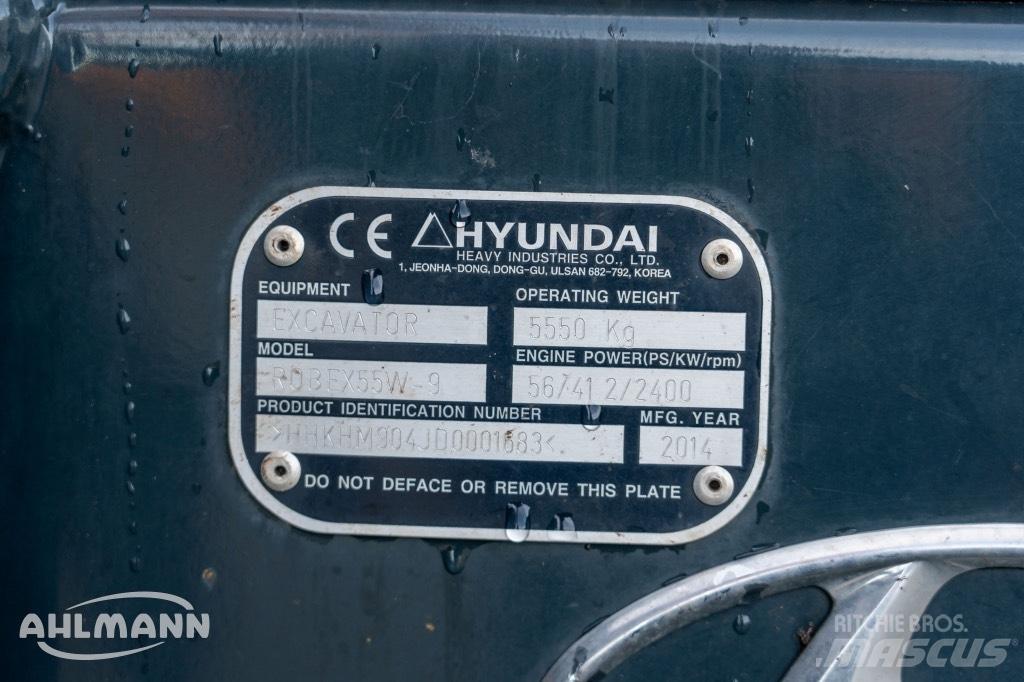 CE HYUNDAI
HEAVY INDUSTRIES CO., LTD.
1, JEONHA-DONG, DONG-GU, ULSAN 682-792, KOREA
EQUIPMENT OPERATING WEIGHT
EXCAVATOR 5550 Kg
MODEL ENGINE POWER(PS/KW/rpm)
ROBEX55W-9 56/41 2/2400
PRODUCT IDENTIFICATION NUMBER MFG. YEAR
>HHKHM904JD0001683< 2014
DO NOT DEFACE OR REMOVE THIS PLATE
AHLMANN
RITCHIE BROS.
MASCUS